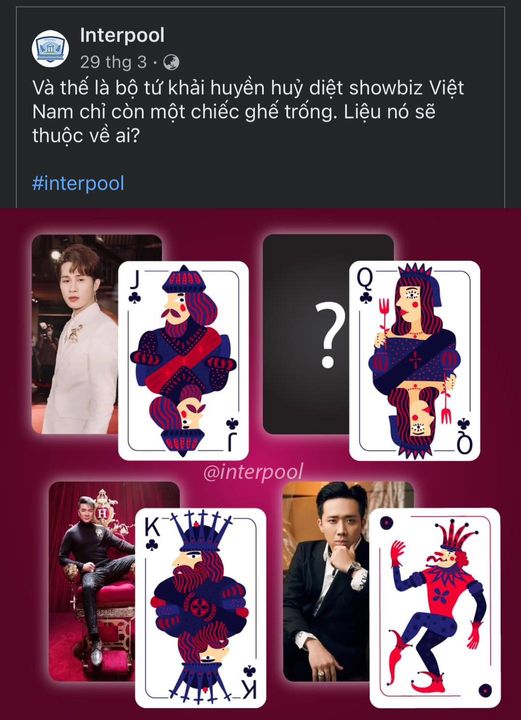 Interpool
29 thg 3 ·
Và thế là bộ tứ khải huyền huỷ diệt showbiz Việt
Nam chỉ còn một chiếc ghế trống. Liệu nó sẽ
thuộc về ai?
#interpool
J
J
?
Q
Q
@interpool
H
K
K